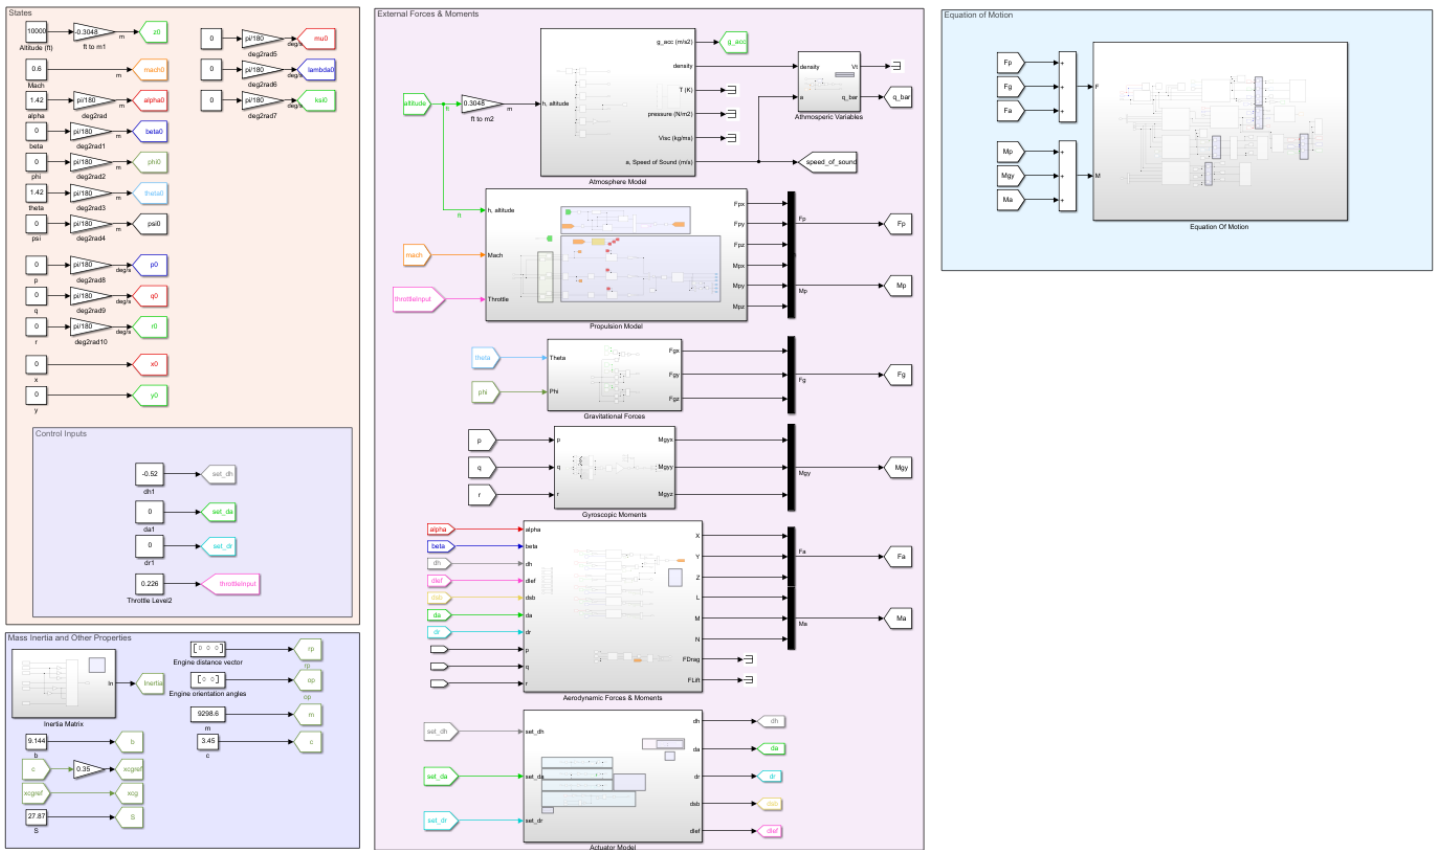 States
10000
Altitude (ft)
-0.3048
ft to m1
m
z0
0.6
Mach
m
mach0
1.42
alpha
pi/180
deg2rad
m
alpha0
0
beta
pi/180
deg2rad1
m
beta0
0
phi
pi/180
deg2rad2
m
phi0
1.42
theta
pi/180
deg2rad3
m
theta0
0
psi
pi/180
deg2rad4
m
psi0
0
p
pi/180
deg2rad8
deg/s
p0
0
q
pi/180
deg2rad9
deg/s
q0
0
r
pi/180
deg2rad10
deg/s
r0
0
x
x0
0
y
y0
0
pi/180
deg2rad5
deg/s
mu0
0
pi/180
deg2rad6
deg/s
lambda0
0
pi/180
deg2rad7
deg/s
ksi0
Control Inputs
-0.52
dh1
set_dh
0
da1
set_da
0
dr1
set_dr
0.226
Throttle Level2
throttleInput
Mass Inertia and Other Properties
In
Inertia Matrix
Inertia
[0 0 0]
Engine distance vector
rp
rp
[0 0]
Engine orientation angles
op
op
9298.6
m
m
3.45
c
c
9.144
b
b
c
0.35
xcgref
xcgref
xcg
27.87
S
S
External Forces & Moments
altitude
ft
0.3048
ft to m2
m
h, altitude
g_acc (m/s2)
density
T (K)
pressure (N/m2)
Visc (kg/ms)
a, Speed of Sound (m/s)
Atmosphere Model
g_acc
density
a
Vt
q_bar
Athmosperic Variables
q_bar
speed_of_sound
ft
mach
throttleInput
h, altitude
Mach
Throttle
Fpx
Fpy
Fpz
Mpx
Mpy
Mpz
Propulsion Model
Fp
Mp
Fp
Mp
theta
phi
Theta
Phi
Fgx
Fgy
Fgz
Gravitational Forces
Fg
Fg
p
q
r
p
q
r
Mgyx
Mgyy
Mgyz
Gyroscopic Moments
Mgy
Mgy
alpha
beta
dh
dlef
dsb
da
dr
alpha
beta
dh
dlef
dsb
da
dr
p
q
r
X
Y
Z
L
M
N
FDrag
FLift
Aerodynamic Forces & Moments
Fa
Ma
Fa
Ma
set_dh
set_da
set_dr
set_dh
set_da
set_dr
dh
da
dr
dsb
dlef
Actuator Model
dh
da
dr
dsb
dlef
Equation of Motion
Fp
Fg
Fa
+
+
+
Mp
Mgy
Ma
+
+
+
F
M
Equation Of Motion